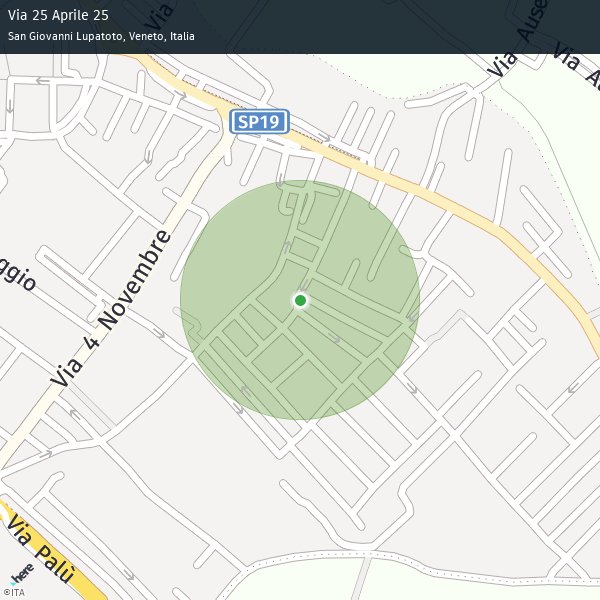 Via 25 Aprile 25
San Giovanni Lupatoto, Veneto, Italia
Via
Via Ause
Via Au
SP19
ggio
Via 4 Novembre
Via Palù
here
©ITA